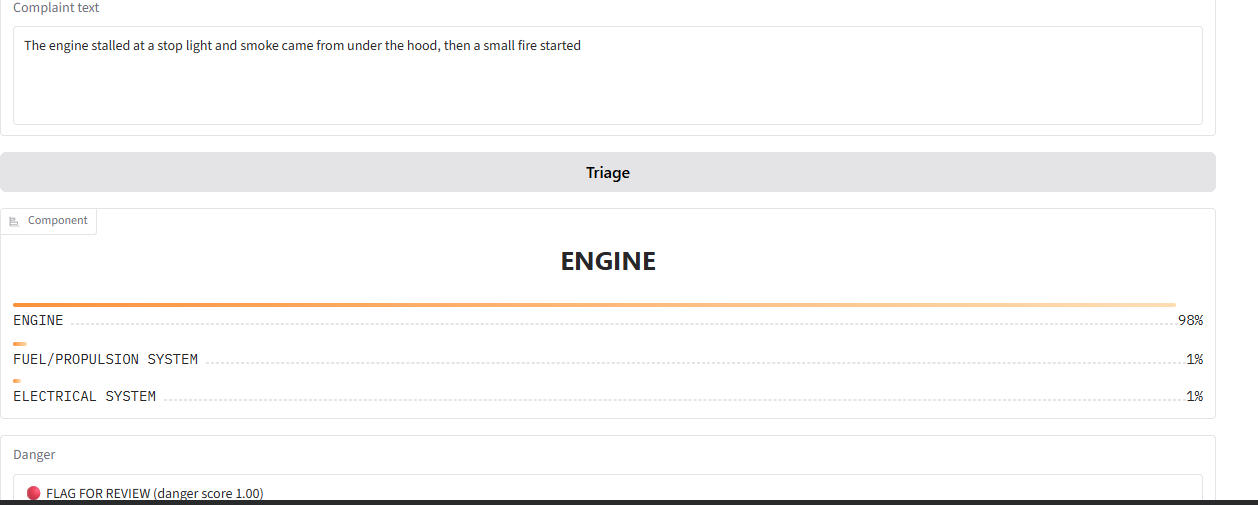 Complaint text
The engine stalled at a stop light and smoke came from under the hood, then a small fire started
Triage
Component
ENGINE
ENGINE 98%
FUEL/PROPULSION SYSTEM 1%
ELECTRICAL SYSTEM 1%
Danger
FLAG FOR REVIEW (danger score 1.00)